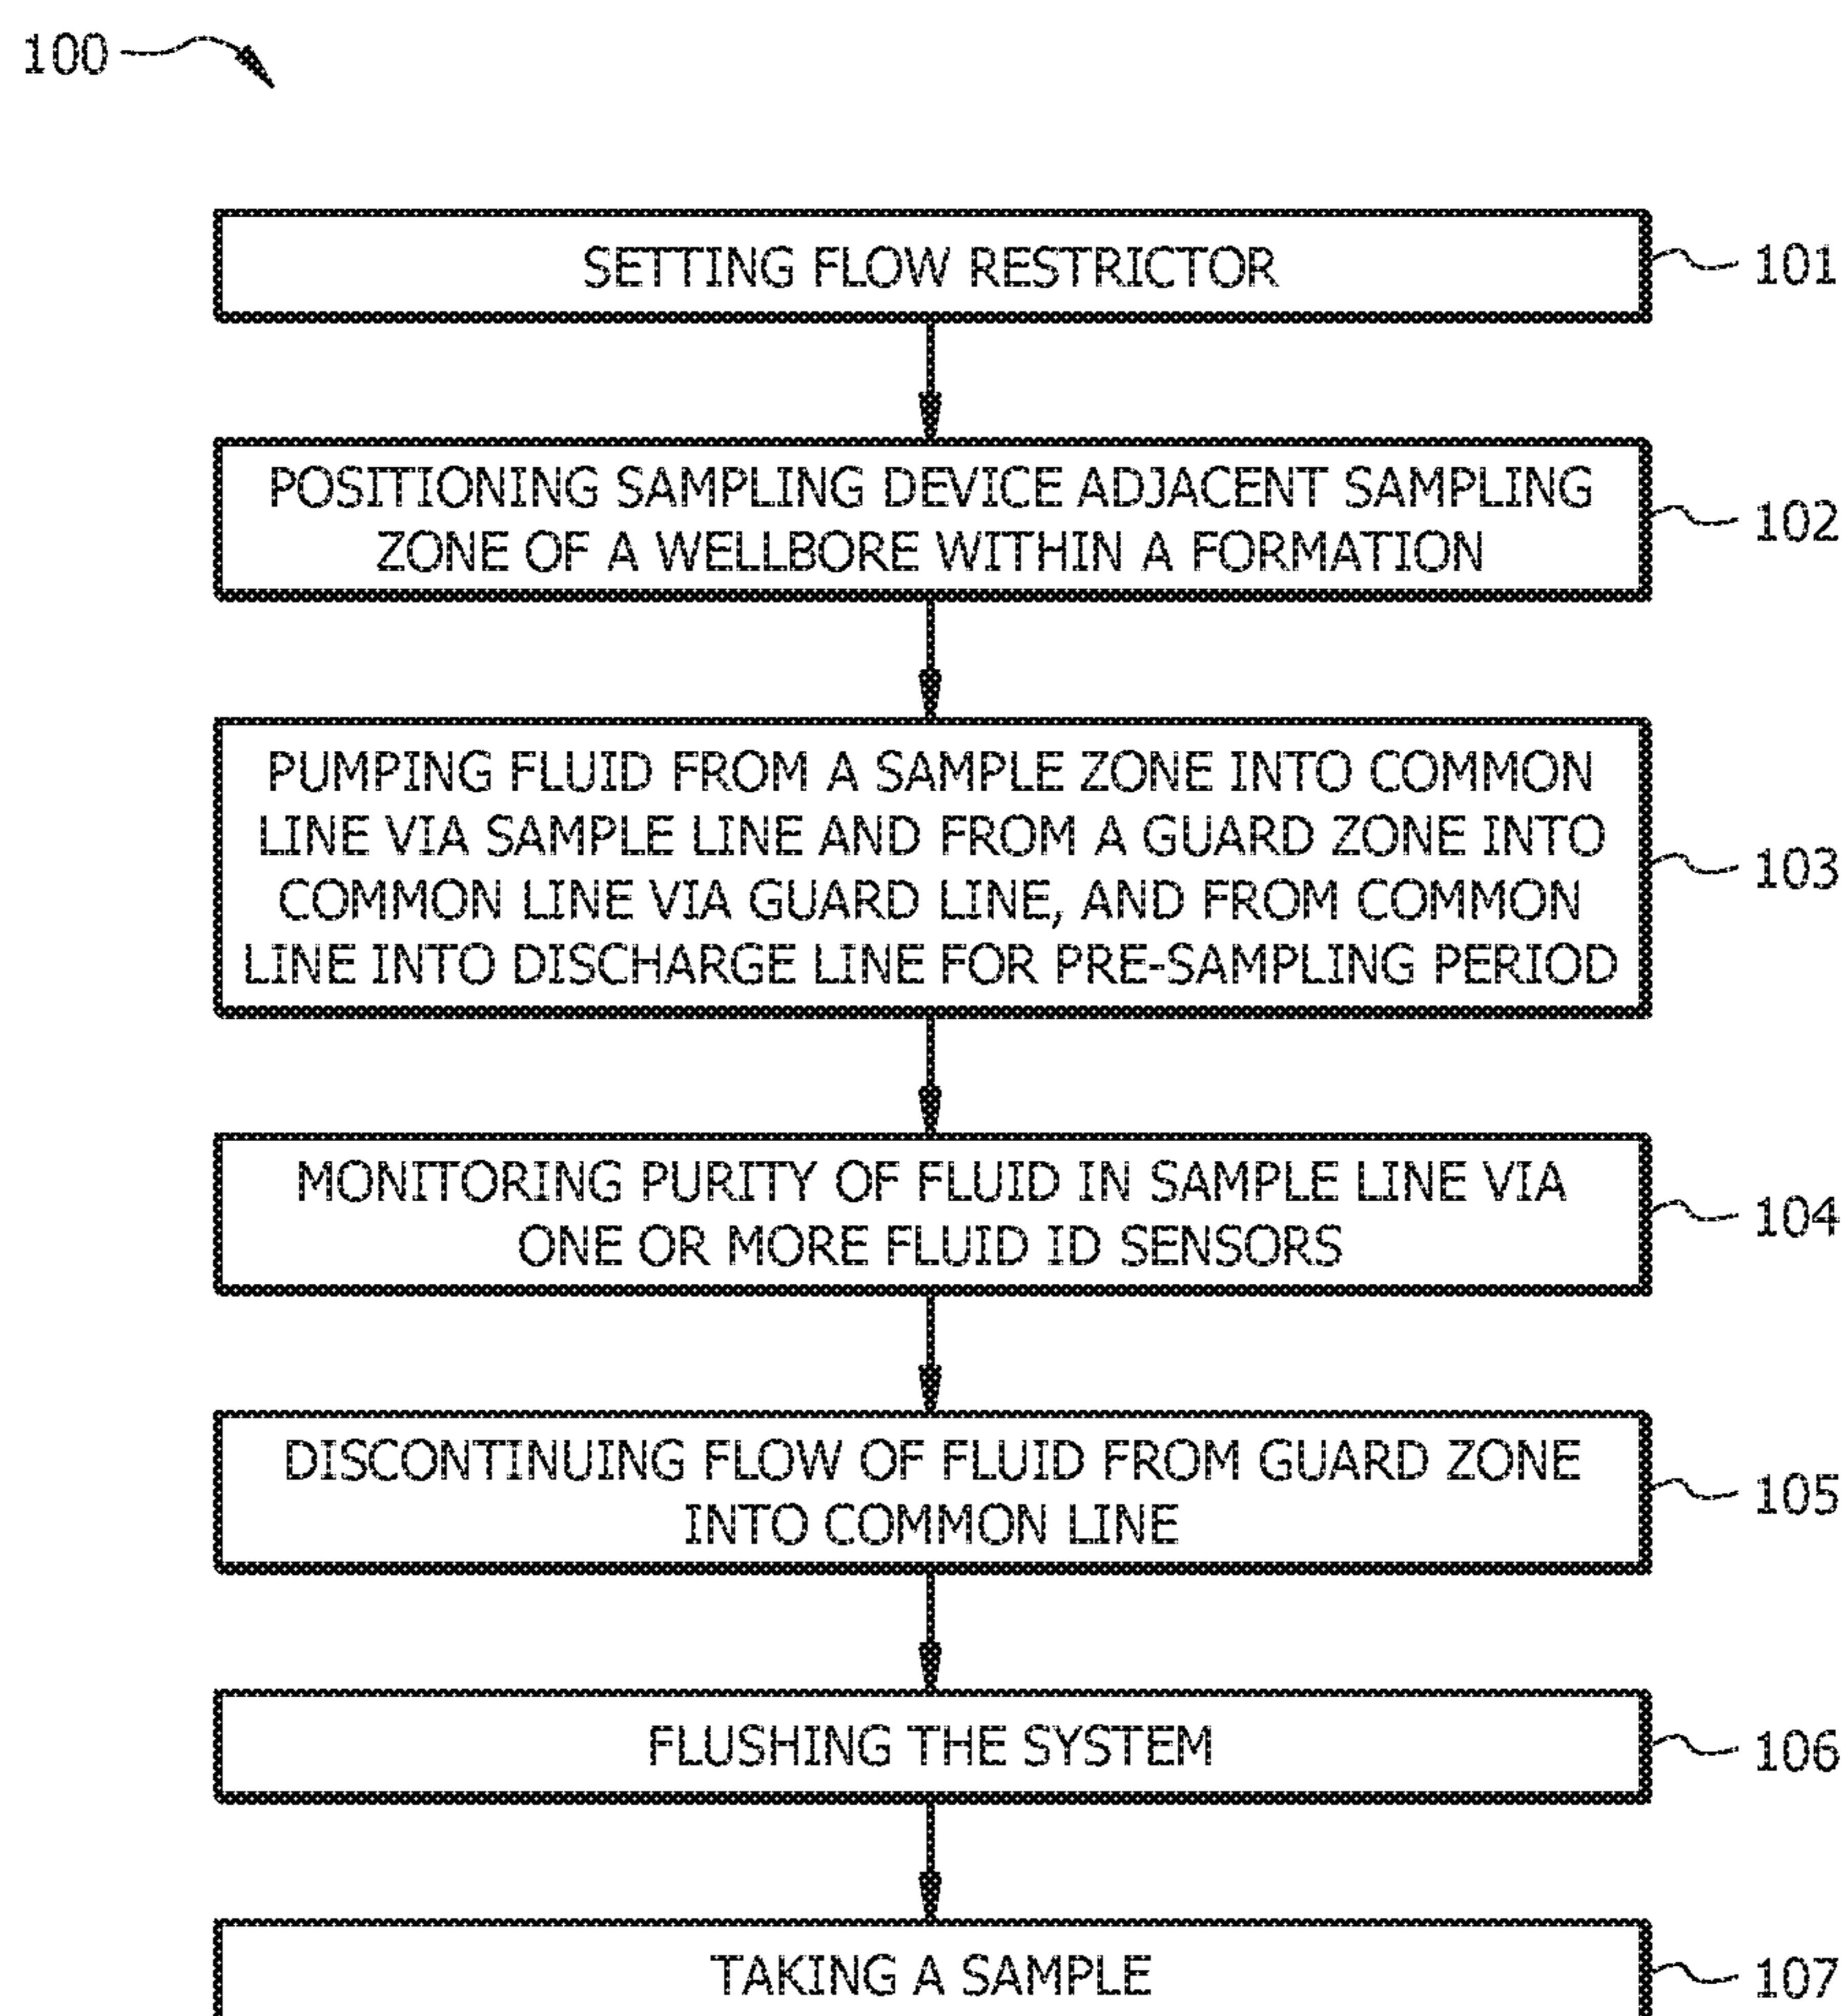 100
SETTING FLOW RESTRICTOR
101
POSITIONING SAMPLING DEVICE ADJACENT SAMPLING
ZONE OF A WELLBORE WITHIN A FORMATION
102
PUMPING FLUID FROM A SAMPLE ZONE INTO COMMON
LINE VIA SAMPLE LINE AND FROM A GUARD ZONE INTO
COMMON LINE VIA GUARD LINE, AND FROM COMMON
LINE INTO DISCHARGE LINE FOR PRE-SAMPLING PERIOD
103
MONITORING PURITY OF FLUID IN SAMPLE LINE VIA
ONE OR MORE FLUID ID SENSORS
104
DISCONTINUING FLOW OF FLUID FROM GUARD ZONE
INTO COMMON LINE
105
FLUSHING THE SYSTEM
106
TAKING A SAMPLE
107